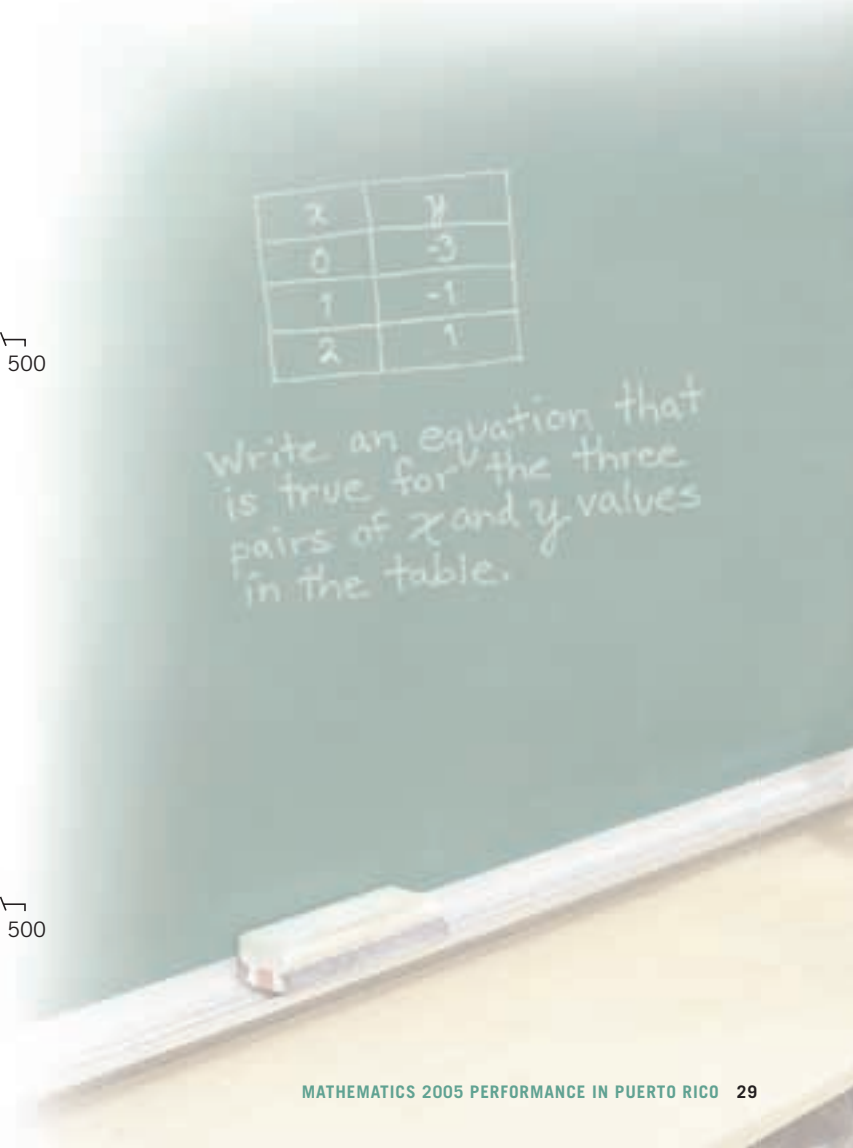 x y
0 -3
1 -1
2 1
500
Write an equation that
is true for the three
pairs of x and y values
in the table.
500
MATHEMATICS 2005 PERFORMANCE IN PUERTO RICO 29